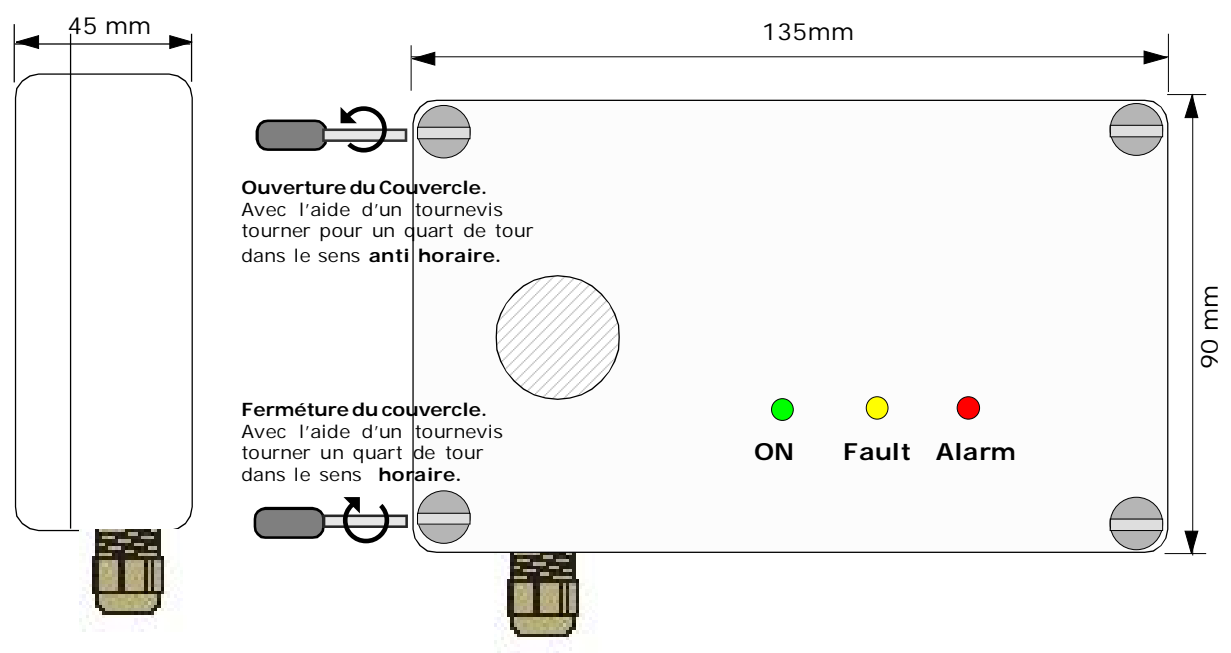 45 mm
135mm
Ouverture du Couvercle.
Avec l'aide d'un tournevis
tourner pour un quart de tour
dans le sens anti horaire.
90 mm
Ferméture du couvercle.
Avec l'aide d'un tournevis
tourner un quart de tour
dans le sens horaire.
ON Fault Alarm